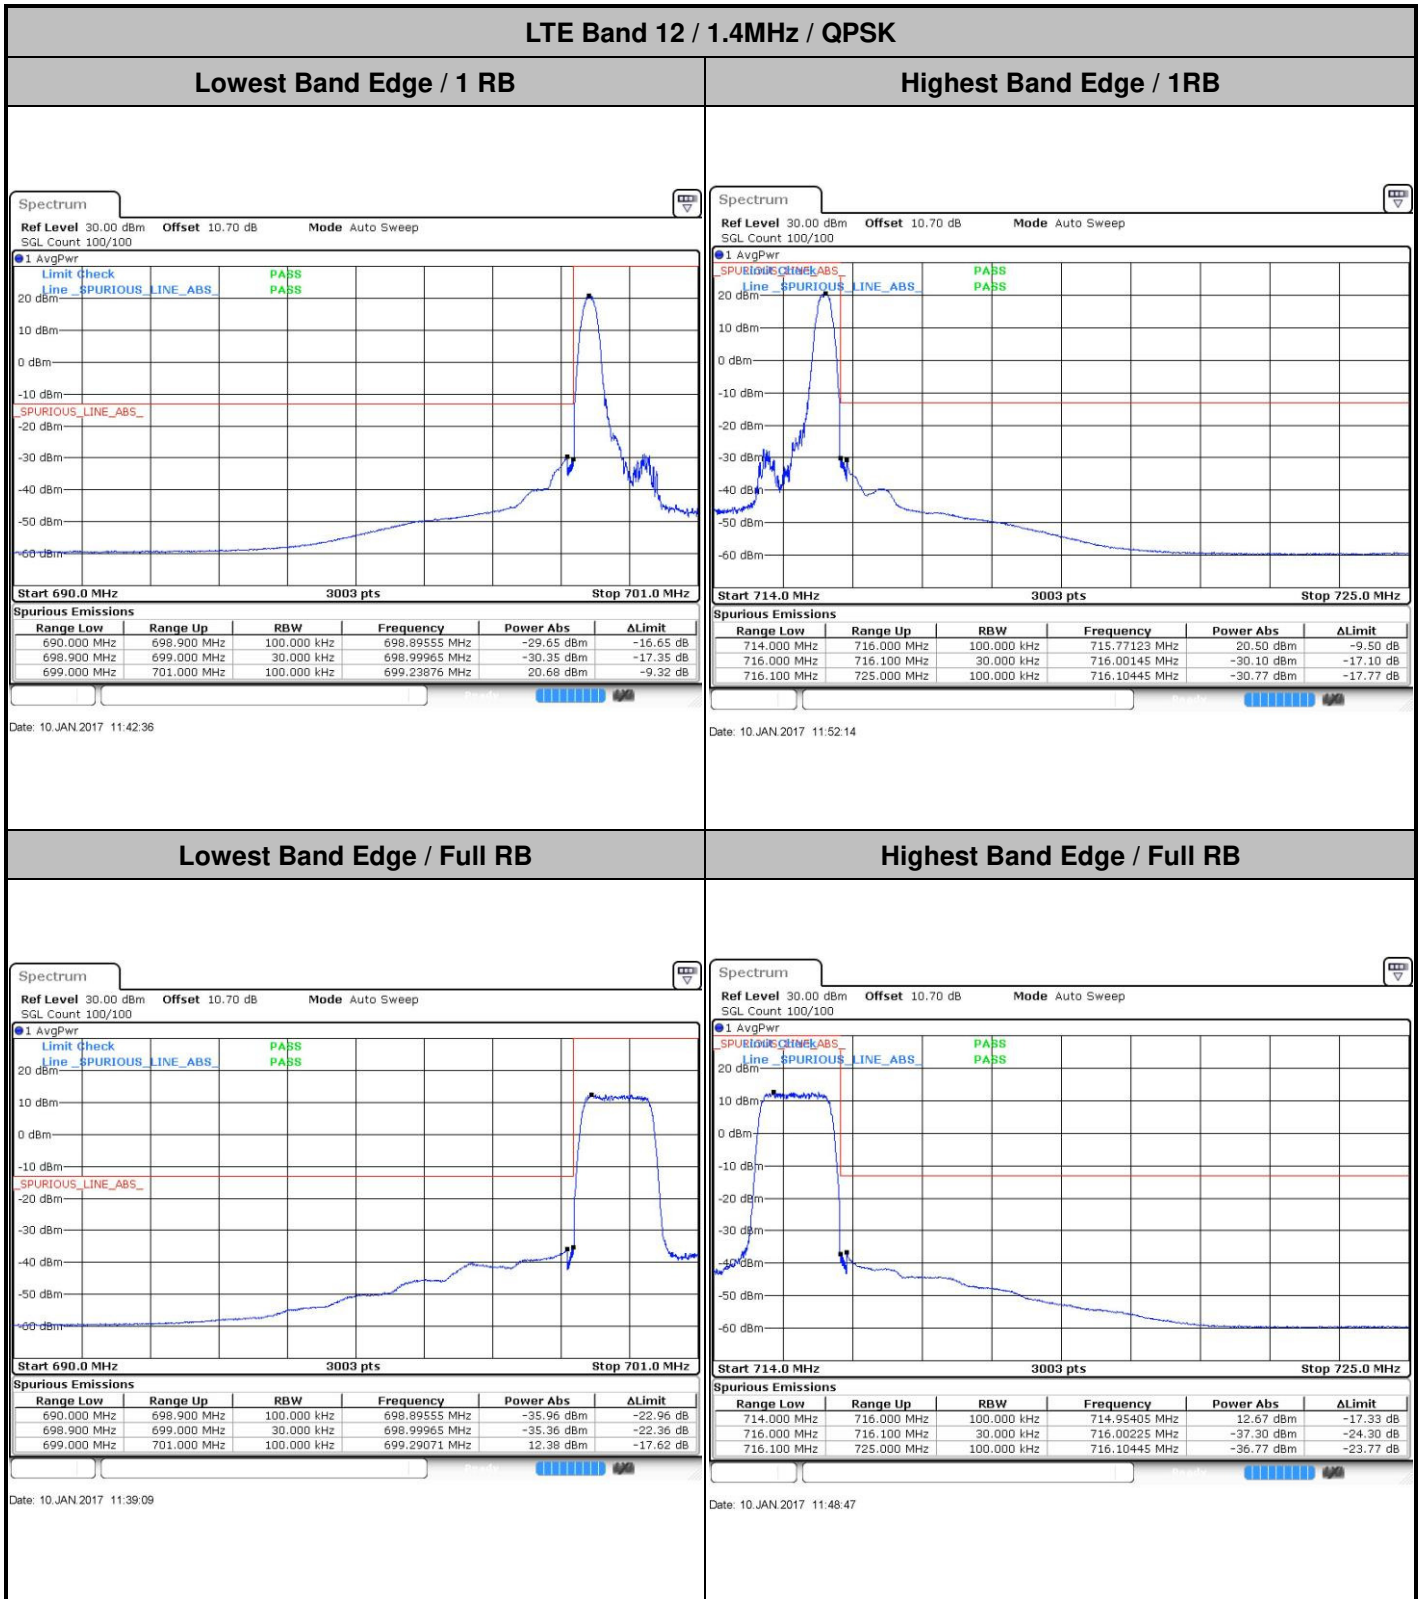 LTE Band 12 / 1.4MHz / QPSK
Lowest Band Edge / 1 RB
Highest Band Edge / 1RB
Spectrum
Ref Level 30.00 dBm Offset 10.70 dB Mode Auto Sweep
SGL Count 100/100
1 AvgPwr
Limit Check PASS
Line _SPURIOUS_LINE_ABS_ PASS
20 dBm
10 dBm
0 dBm
-10 dBm
_SPURIOUS_LINE_ABS_
-20 dBm
-30 dBm
-40 dBm
-50 dBm
-60 dBm
Start 690.0 MHz 3003 pts Stop 701.0 MHz
Spurious Emissions
Range Low Range Up RBW Frequency Power Abs ΔLimit
690.000 MHz 698.900 MHz 100.000 kHz 698.89555 MHz -29.65 dBm -16.65 dB
698.900 MHz 699.000 MHz 30.000 kHz 698.99965 MHz -30.35 dBm -17.35 dB
699.000 MHz 701.000 MHz 100.000 kHz 699.23876 MHz 20.68 dBm -9.32 dB
Ready
Date: 10.JAN.2017 11:42:36
Spectrum
Ref Level 30.00 dBm Offset 10.70 dB Mode Auto Sweep
SGL Count 100/100
1 AvgPwr
_SPURIOUS_LINE_ABS_
Limit Check PASS
Line _SPURIOUS_LINE_ABS_ PASS
20 dBm
10 dBm
0 dBm
-10 dBm
-20 dBm
-30 dBm
-40 dBm
-50 dBm
-60 dBm
Start 714.0 MHz 3003 pts Stop 725.0 MHz
Spurious Emissions
Range Low Range Up RBW Frequency Power Abs ΔLimit
714.000 MHz 716.000 MHz 100.000 kHz 715.77123 MHz 20.50 dBm -9.50 dB
716.000 MHz 716.100 MHz 30.000 kHz 716.00145 MHz -30.10 dBm -17.10 dB
716.100 MHz 725.000 MHz 100.000 kHz 716.10445 MHz -30.77 dBm -17.77 dB
Ready
Date: 10.JAN.2017 11:52:14
Lowest Band Edge / Full RB
Highest Band Edge / Full RB
Spectrum
Ref Level 30.00 dBm Offset 10.70 dB Mode Auto Sweep
SGL Count 100/100
1 AvgPwr
Limit Check PASS
Line _SPURIOUS_LINE_ABS_ PASS
20 dBm
10 dBm
0 dBm
-10 dBm
_SPURIOUS_LINE_ABS_
-20 dBm
-30 dBm
-40 dBm
-50 dBm
-60 dBm
Start 690.0 MHz 3003 pts Stop 701.0 MHz
Spurious Emissions
Range Low Range Up RBW Frequency Power Abs ΔLimit
690.000 MHz 698.900 MHz 100.000 kHz 698.89555 MHz -35.96 dBm -22.96 dB
698.900 MHz 699.000 MHz 30.000 kHz 698.99965 MHz -35.36 dBm -22.36 dB
699.000 MHz 701.000 MHz 100.000 kHz 699.29071 MHz 12.38 dBm -17.62 dB
Ready
Date: 10.JAN.2017 11:39:09
Spectrum
Ref Level 30.00 dBm Offset 10.70 dB Mode Auto Sweep
SGL Count 100/100
1 AvgPwr
_SPURIOUS_LINE_ABS_
Limit Check PASS
Line _SPURIOUS_LINE_ABS_ PASS
20 dBm
10 dBm
0 dBm
-10 dBm
-20 dBm
-30 dBm
-40 dBm
-50 dBm
-60 dBm
Start 714.0 MHz 3003 pts Stop 725.0 MHz
Spurious Emissions
Range Low Range Up RBW Frequency Power Abs ΔLimit
714.000 MHz 716.000 MHz 100.000 kHz 714.95405 MHz 12.67 dBm -17.33 dB
716.000 MHz 716.100 MHz 30.000 kHz 716.00225 MHz -37.30 dBm -24.30 dB
716.100 MHz 725.000 MHz 100.000 kHz 716.10445 MHz -36.77 dBm -23.77 dB
Ready
Date: 10.JAN.2017 11:48:47